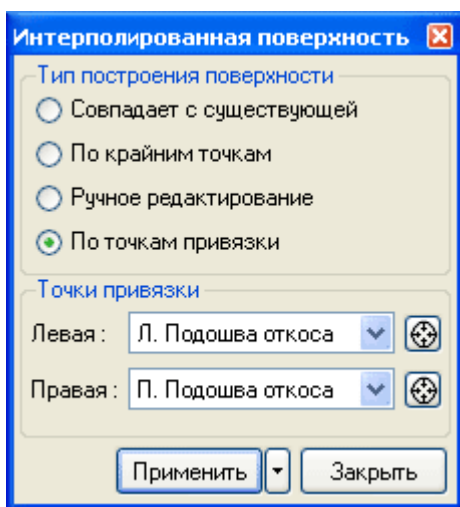 Интерполированная поверхность
Тип построения поверхности
Совпадает с существующей
По крайним точкам
Ручное редактирование
По точкам привязки
Точки привязки
Левая : Л. Подошва откоса
Правая : П. Подошва откоса
Применить Закрыть